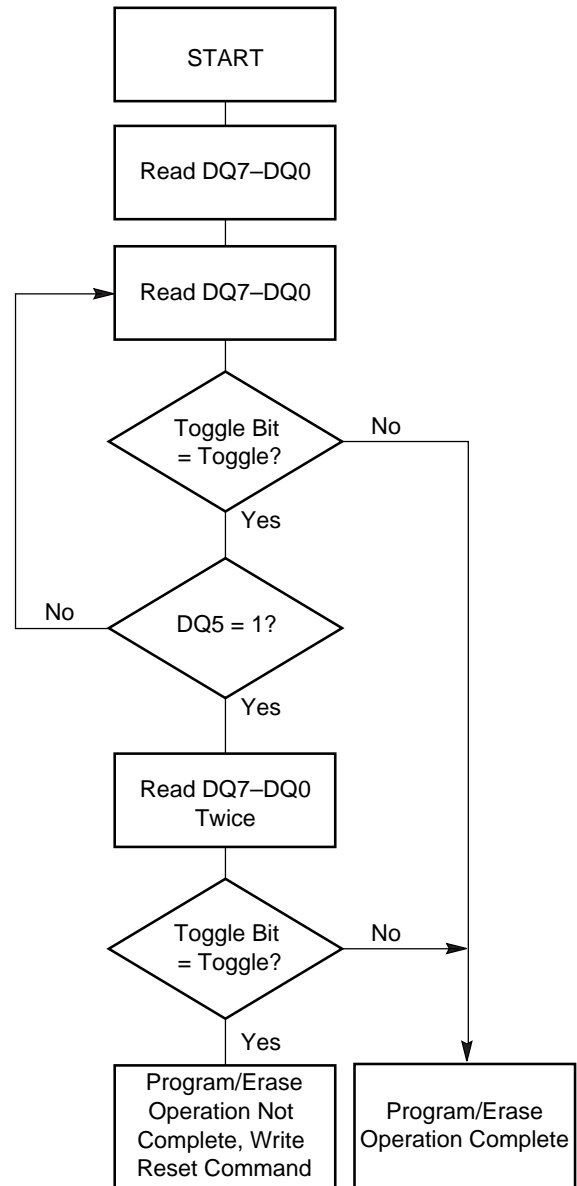 START
Read DQ7–DQ0
Read DQ7–DQ0
Toggle Bit
= Toggle?
No
Yes
No
DQ5 = 1?
Yes
Read DQ7–DQ0
Twice
Toggle Bit
= Toggle?
No
Yes
Program/Erase
Operation Not
Complete, Write
Reset Command
Program/Erase
Operation Complete